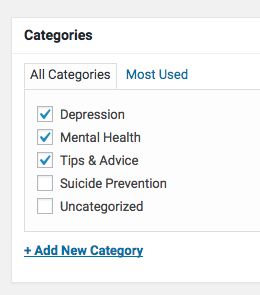 Categories
All Categories Most Used
Depression
Mental Health
Tips & Advice
Suicide Prevention
Uncategorized
+ Add New Category